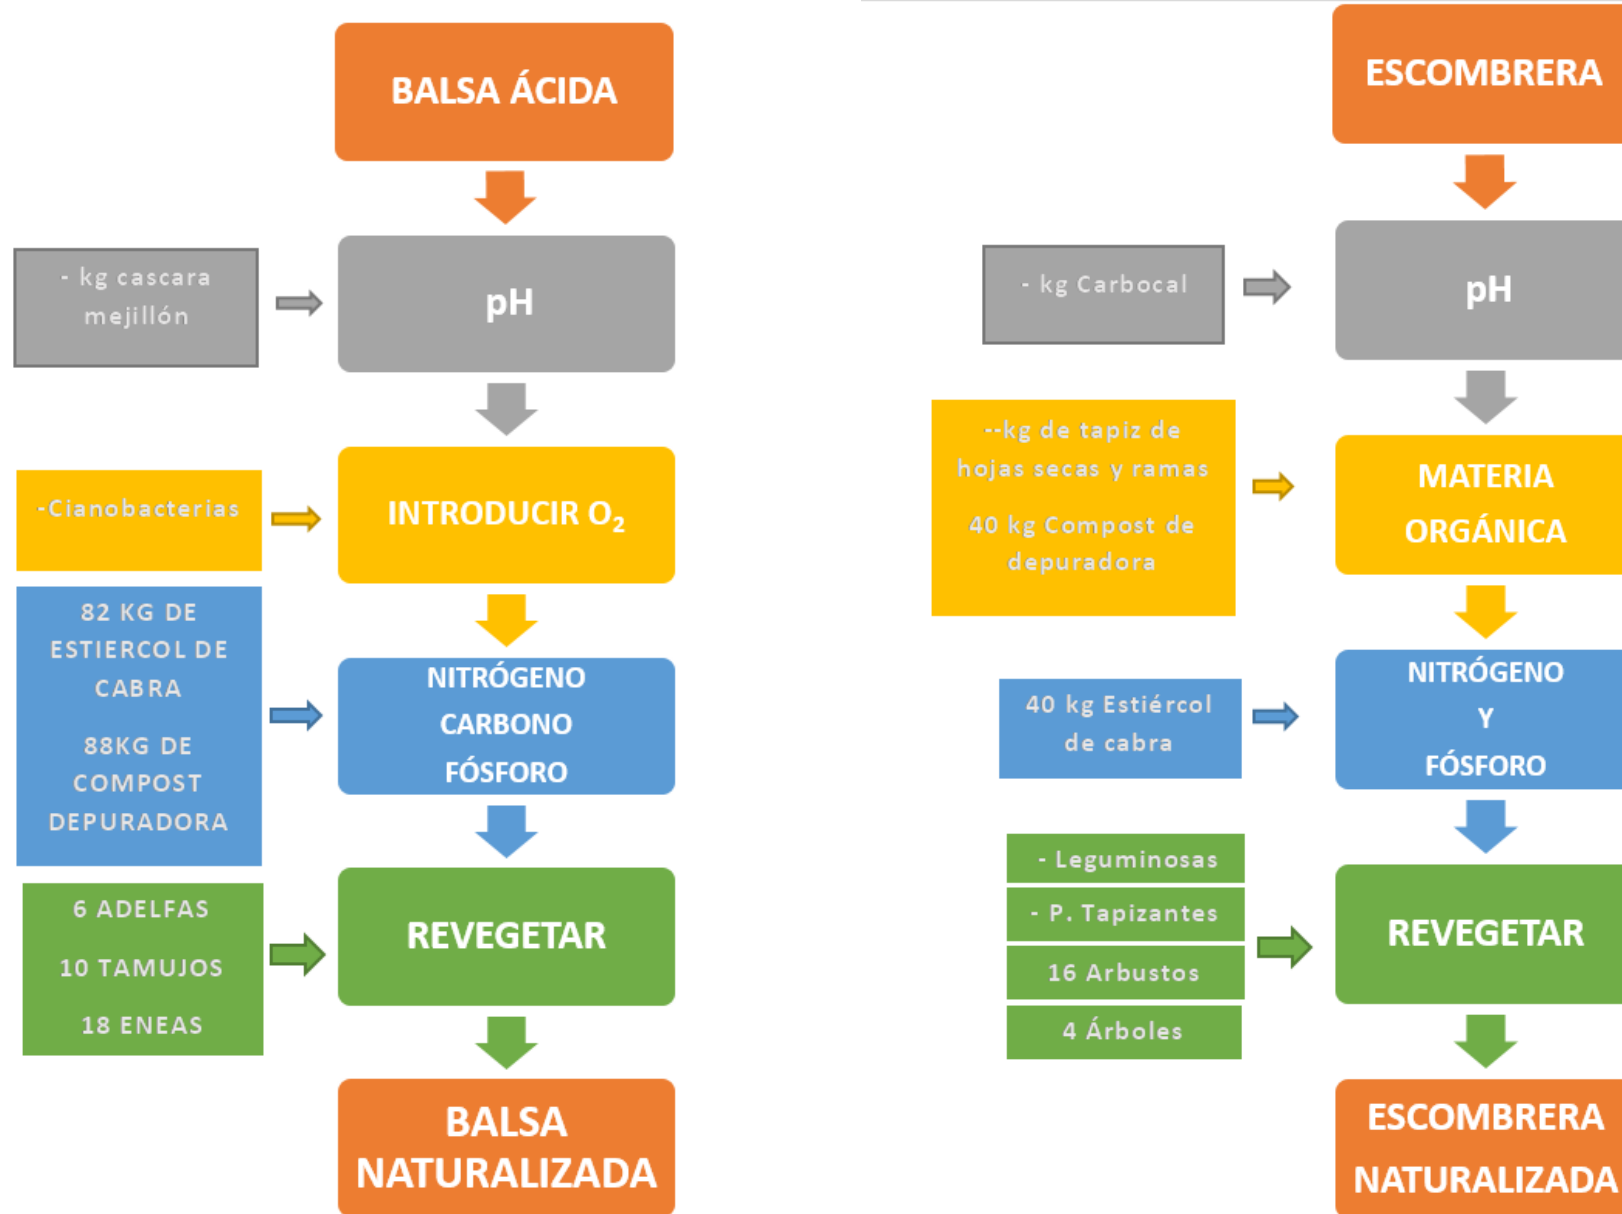 BALSA ÁCIDA
- kg cascara
mejillón
pH
-Cianobacterias
INTRODUCIR O₂
82 KG DE
ESTIERCOL DE
CABRA
88KG DE
COMPOST
DEPURADORA
NITRÓGENO
CARBONO
FÓSFORO
6 ADELFAS
10 TAMUJOS
18 ENEAS
REVEGETAR
BALSA
NATURALIZADA
ESCOMBRERA
- kg Carbocal
pH
--kg de tapiz de
hojas secas y ramas
40 kg Compost de
depuradora
MATERIA
ORGÁNICA
40 kg Estiércol
de cabra
NITRÓGENO
Y
FÓSFORO
- Leguminosas
- P. Tapizantes
16 Arbustos
4 Árboles
REVEGETAR
ESCOMBRERA
NATURALIZADA